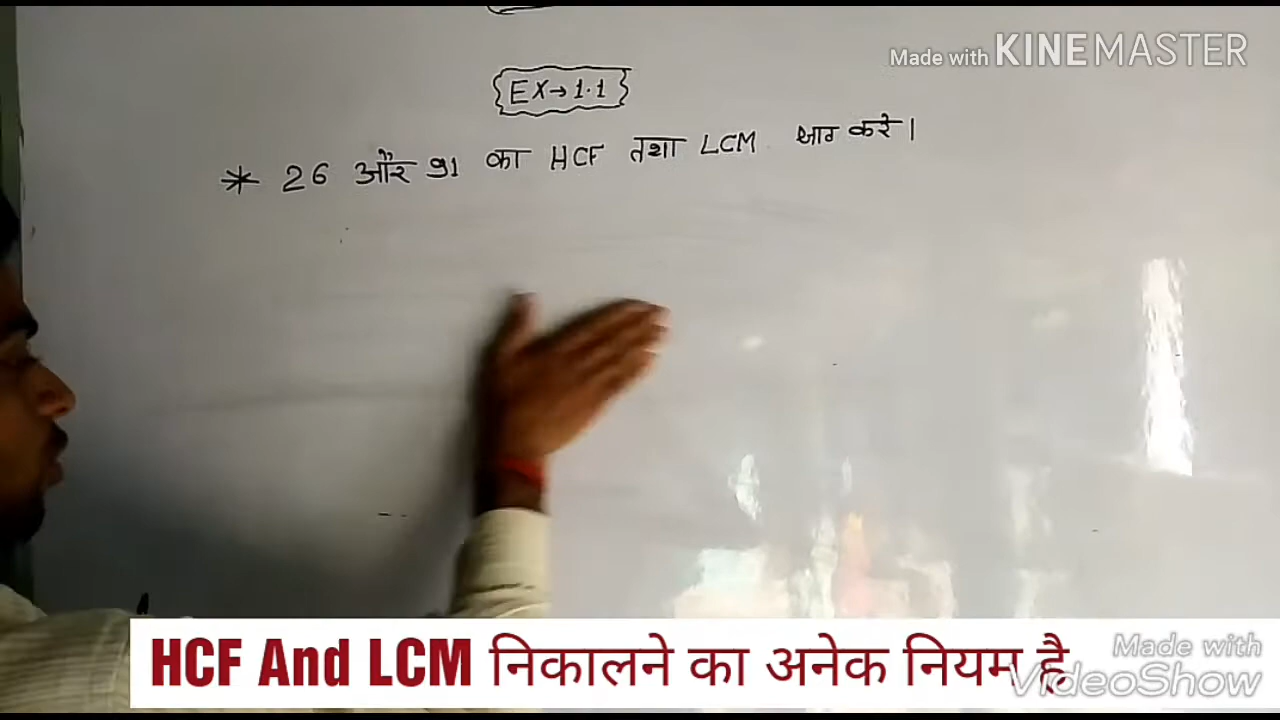 Made with KINEMASTER
EX→1.1
* 26 और 91 का HCF तथा LCM ज्ञात करें।
HCF And LCM निकालने का अनेक नियम है
Made with
VideoShow